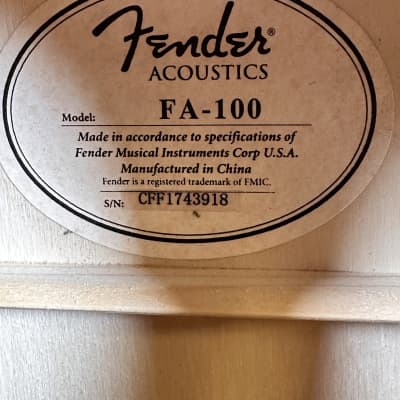 Fender®
ACOUSTICS
Model: FA-100
Made in accordance to specifications of
Fender Musical Instruments Corp U.S.A.
Manufactured in China
Fender is a registered trademark of FMIC.
S/N: CFF1743918